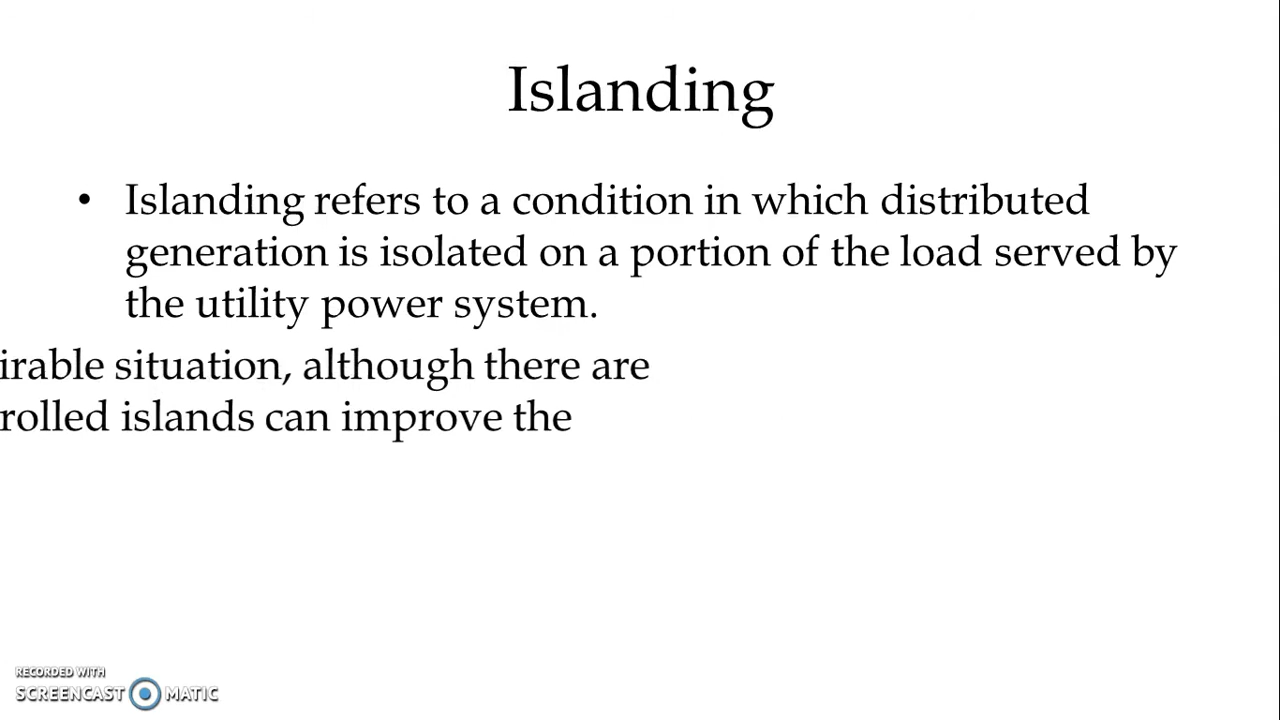 Islanding
• Islanding refers to a condition in which distributed
generation is isolated on a portion of the load served by
the utility power system.
irable situation, although there are
rolled islands can improve the
RECORDED WITH
SCREENCAST MATIC